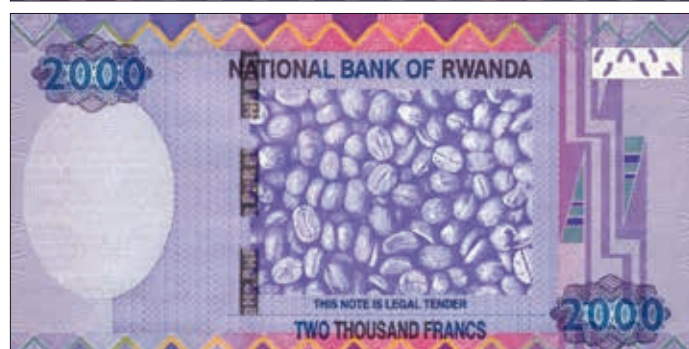 2000
NATIONAL BANK OF RWANDA
THIS NOTE IS LEGAL TENDER
TWO THOUSAND FRANCS
2000